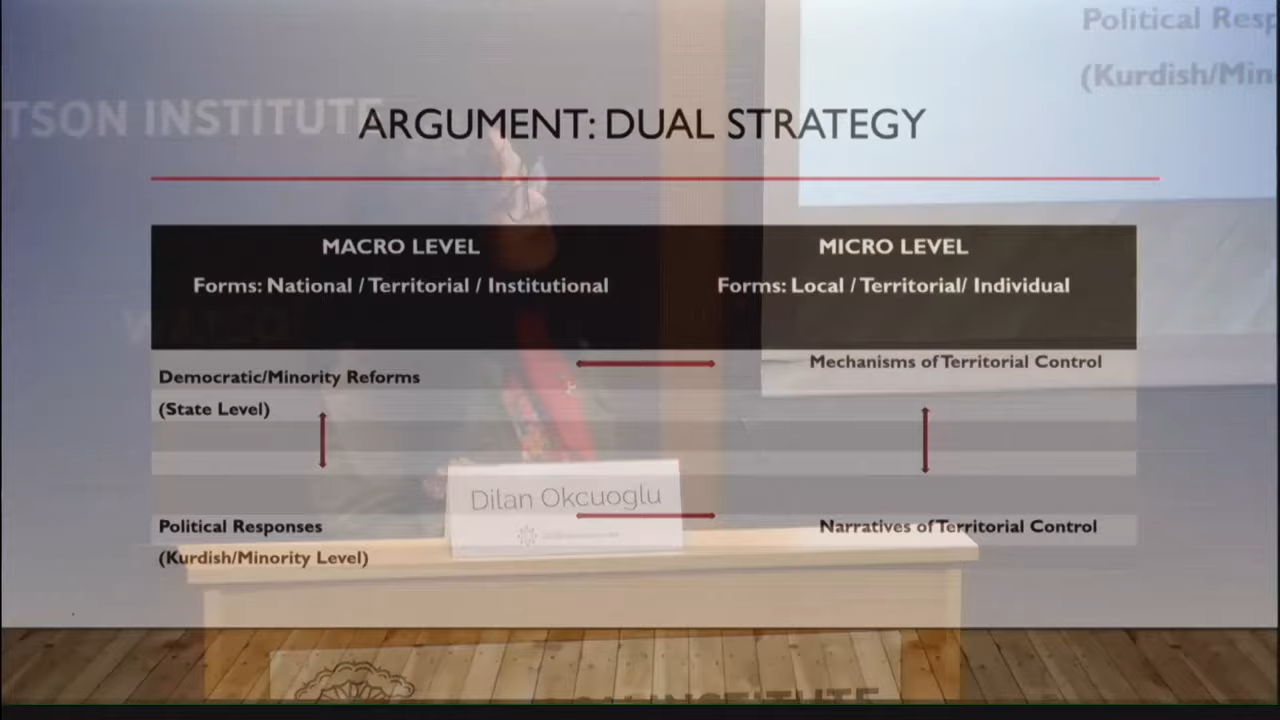 Political Resp
(Kurdish/Min
TSON INSTITUTE
ARGUMENT: DUAL STRATEGY
MACRO LEVEL
Forms: National / Territorial / Institutional
MICRO LEVEL
Forms: Local / Territorial/ Individual
Democratic/Minority Reforms
(State Level)
Mechanisms of Territorial Control
Dilan Okcuoglu
Political Responses
(Kurdish/Minority Level)
Narratives of Territorial Control
INSTITUTE